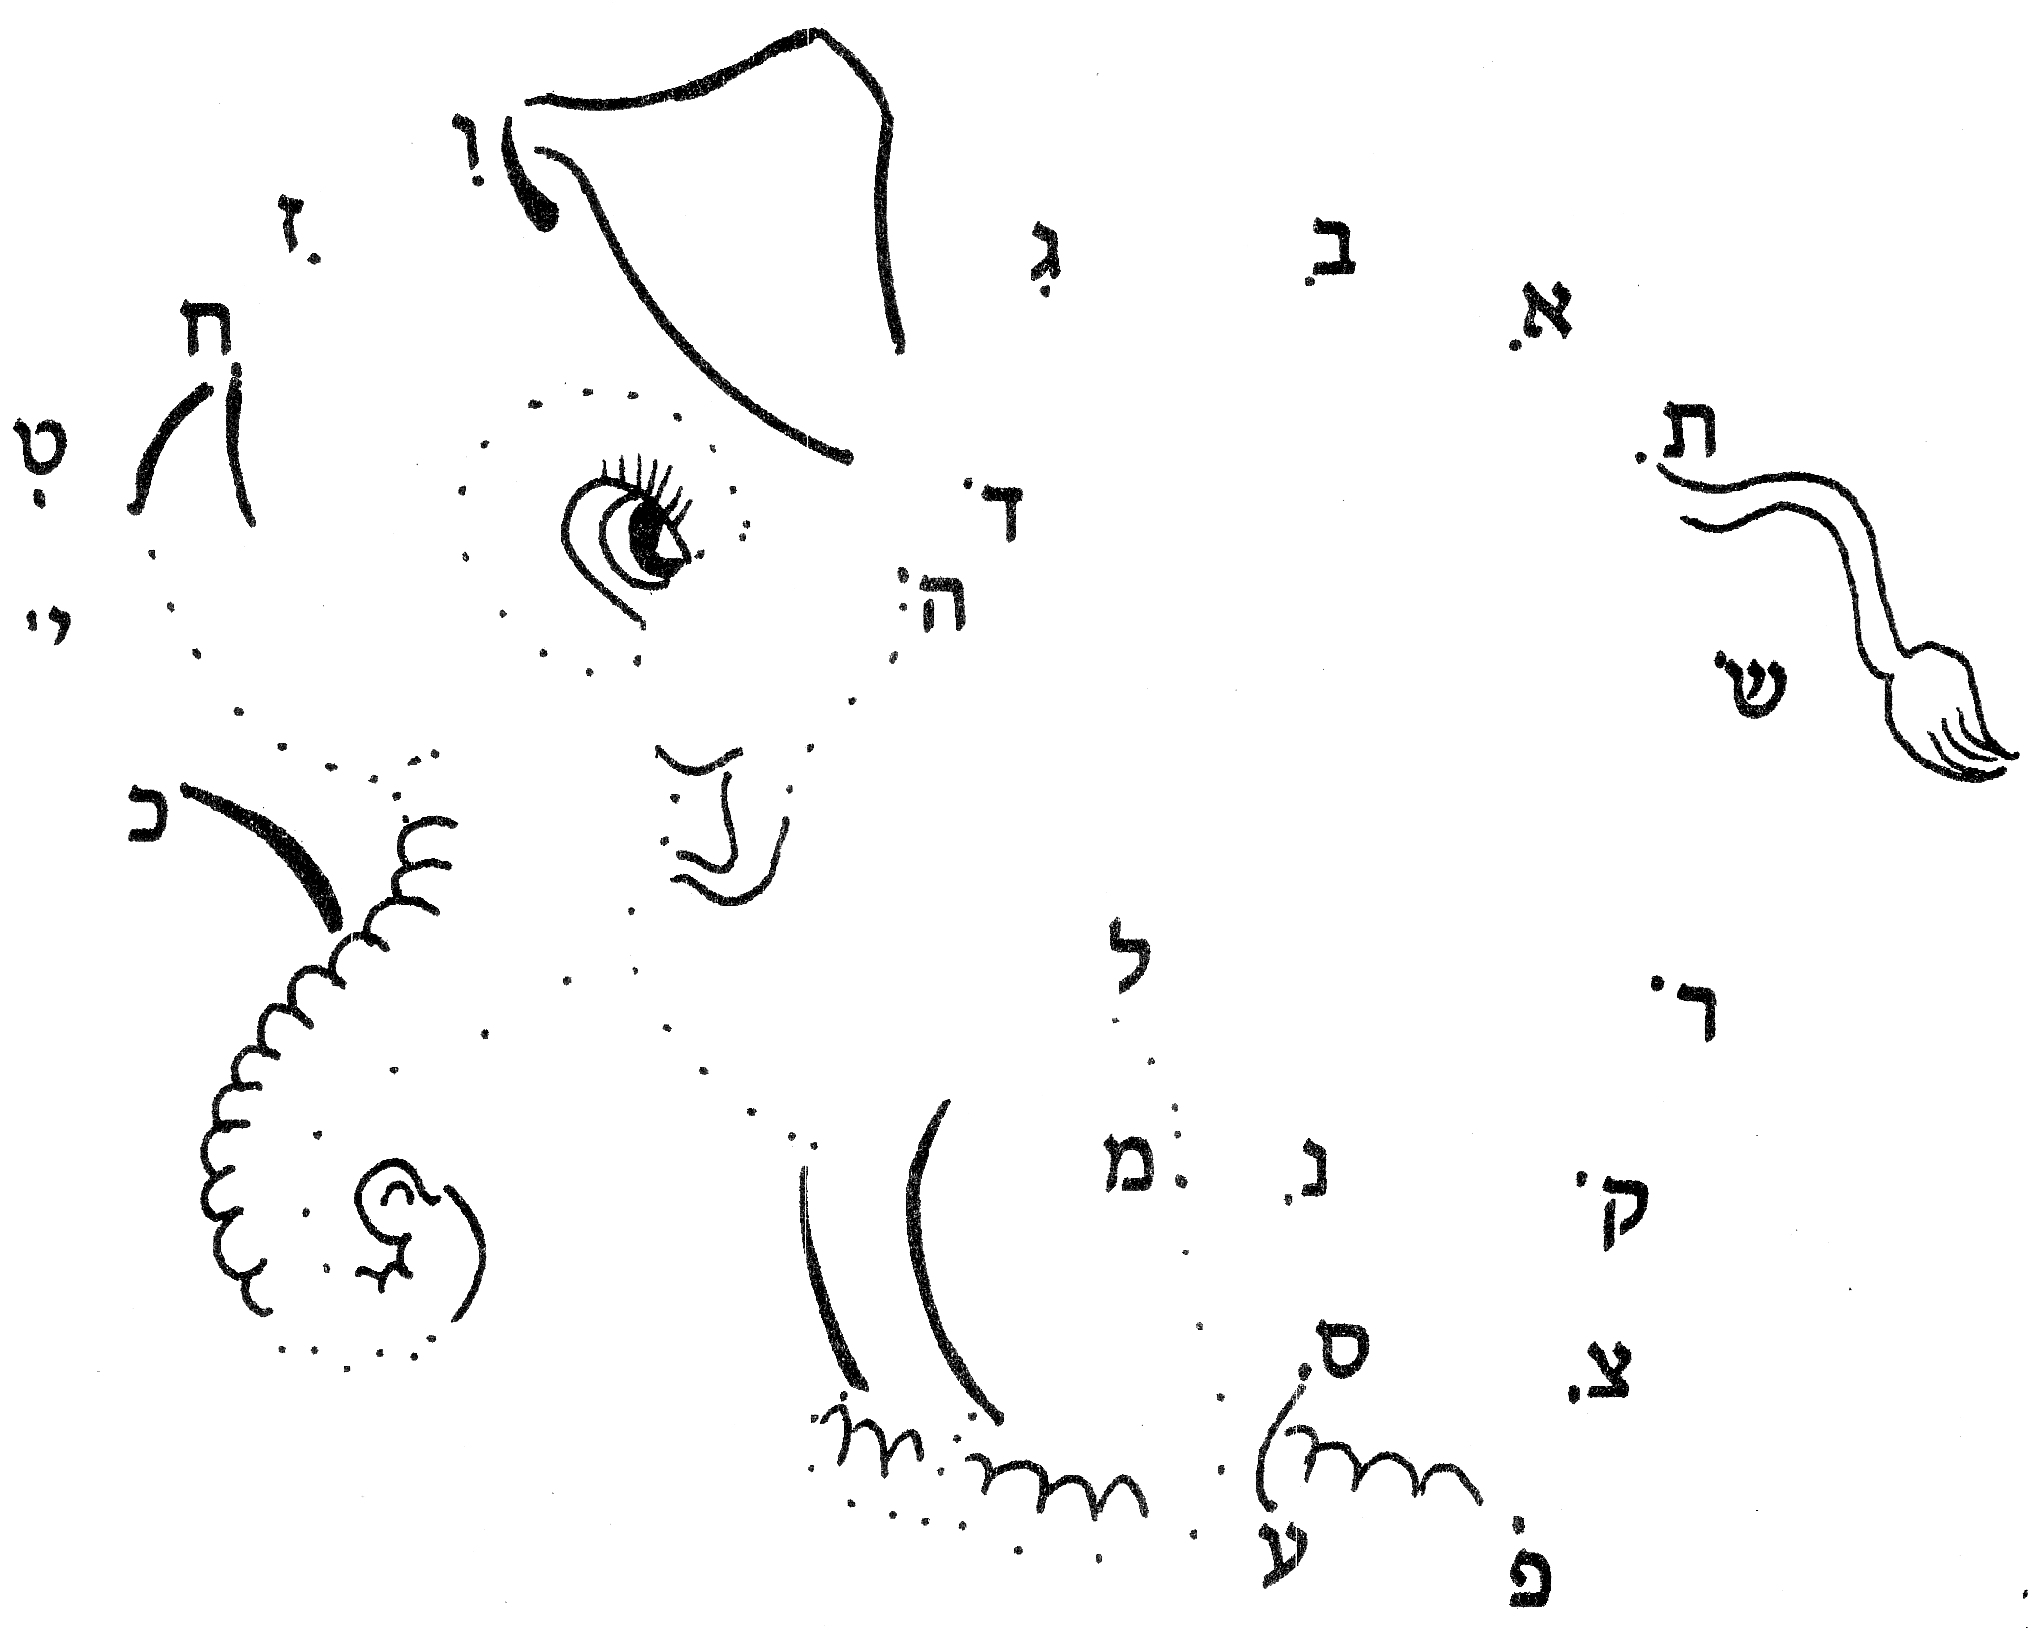 א
ב
ג
ד
ה
ו
ז
ח
ט
י
כ
ל
מ
נ
ס
ע
פ
צ
ק
ר
ש
ת